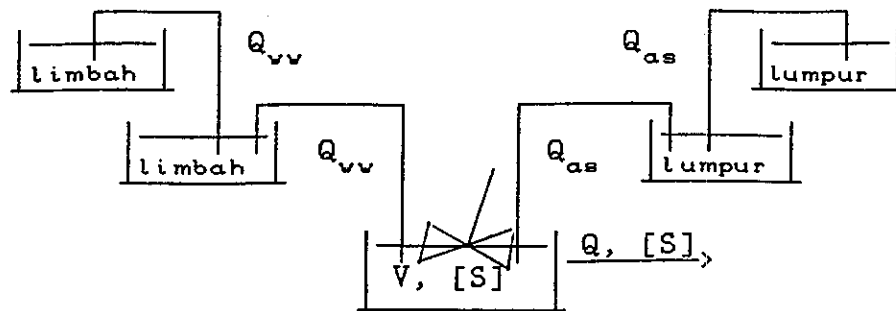 Q_ww
Q_as
limbah
lumpur
Q_ww
Q_as
limbah
lumpur
Q, [S]
V, [S]